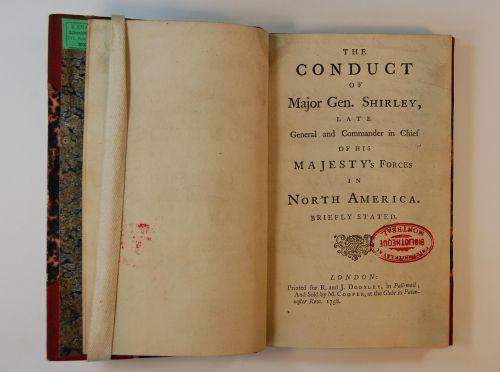 THE
CONDUCT
OF
Major Gen. SHIRLEY,
LATE
General and Commander in Chief
OF HIS
MAJESTY's FORCES
IN
NORTH AMERICA.
BRIEFLY STATED.
BIBLIOTHEQUE
MONTREAL
LONDON:
Printed for R. and J. DODSLEY, in Pall-mall;
And Sold by M. COOPER, at the Globe in Pater-
noster Row. 1758.